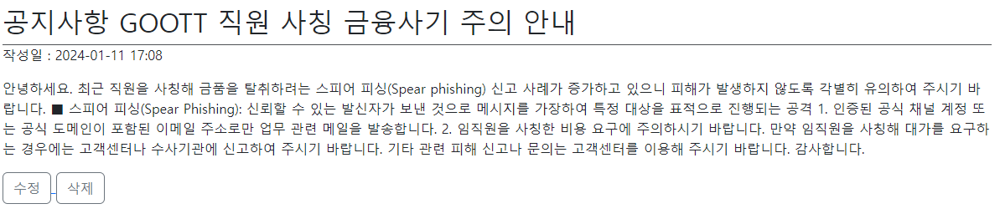 공지사항 GOOTT 직원 사칭 금융사기 주의 안내
작성일 : 2024-01-11 17:08
안녕하세요. 최근 직원을 사칭해 금품을 탈취하려는 스피어 피싱(Spear phishing) 신고 사례가 증가하고 있으니 피해가 발생하지 않도록 각별히 유의하여 주시기 바
랍니다. ■ 스피어 피싱(Spear Phishing): 신뢰할 수 있는 발신자가 보낸 것으로 메시지를 가장하여 특정 대상을 표적으로 진행되는 공격 1. 인증된 공식 채널 계정 또
는 공식 도메인이 포함된 이메일 주소로만 업무 관련 메일을 발송합니다. 2. 임직원을 사칭한 비용 요구에 주의하시기 바랍니다. 만약 임직원을 사칭해 대가를 요구하
는 경우에는 고객센터나 수사기관에 신고하여 주시기 바랍니다. 기타 관련 피해 신고나 문의는 고객센터를 이용해 주시기 바랍니다. 감사합니다.
수정 삭제